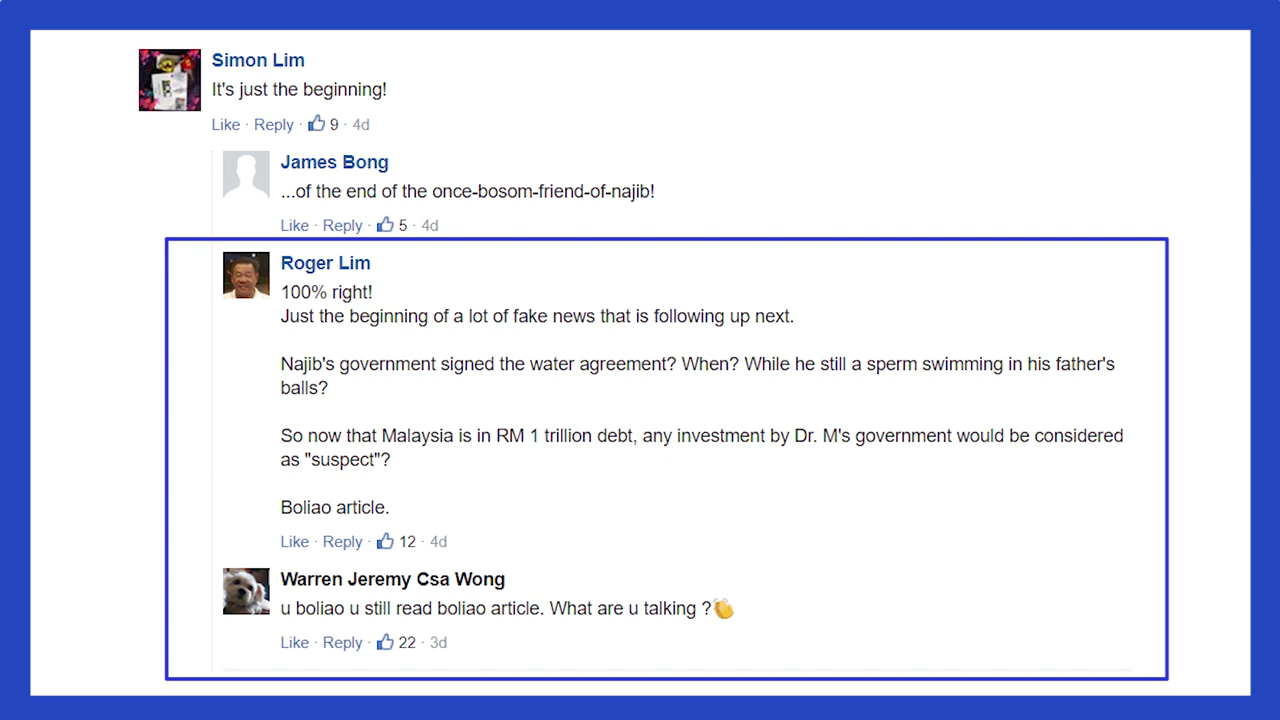 Simon Lim
It's just the beginning!
Like · Reply · 9 · 4d
James Bong
...of the end of the once-bosom-friend-of-najib!
Like · Reply · 5 · 4d
Roger Lim
100% right!
Just the beginning of a lot of fake news that is following up next.
Najib's government signed the water agreement? When? While he still a sperm swimming in his father's
balls?
So now that Malaysia is in RM 1 trillion debt, any investment by Dr. M's government would be considered
as "suspect"?
Boliao article.
Like · Reply · 12 · 4d
Warren Jeremy Csa Wong
u boliao u still read boliao article. What are u talking ?👏
Like · Reply · 22 · 3d